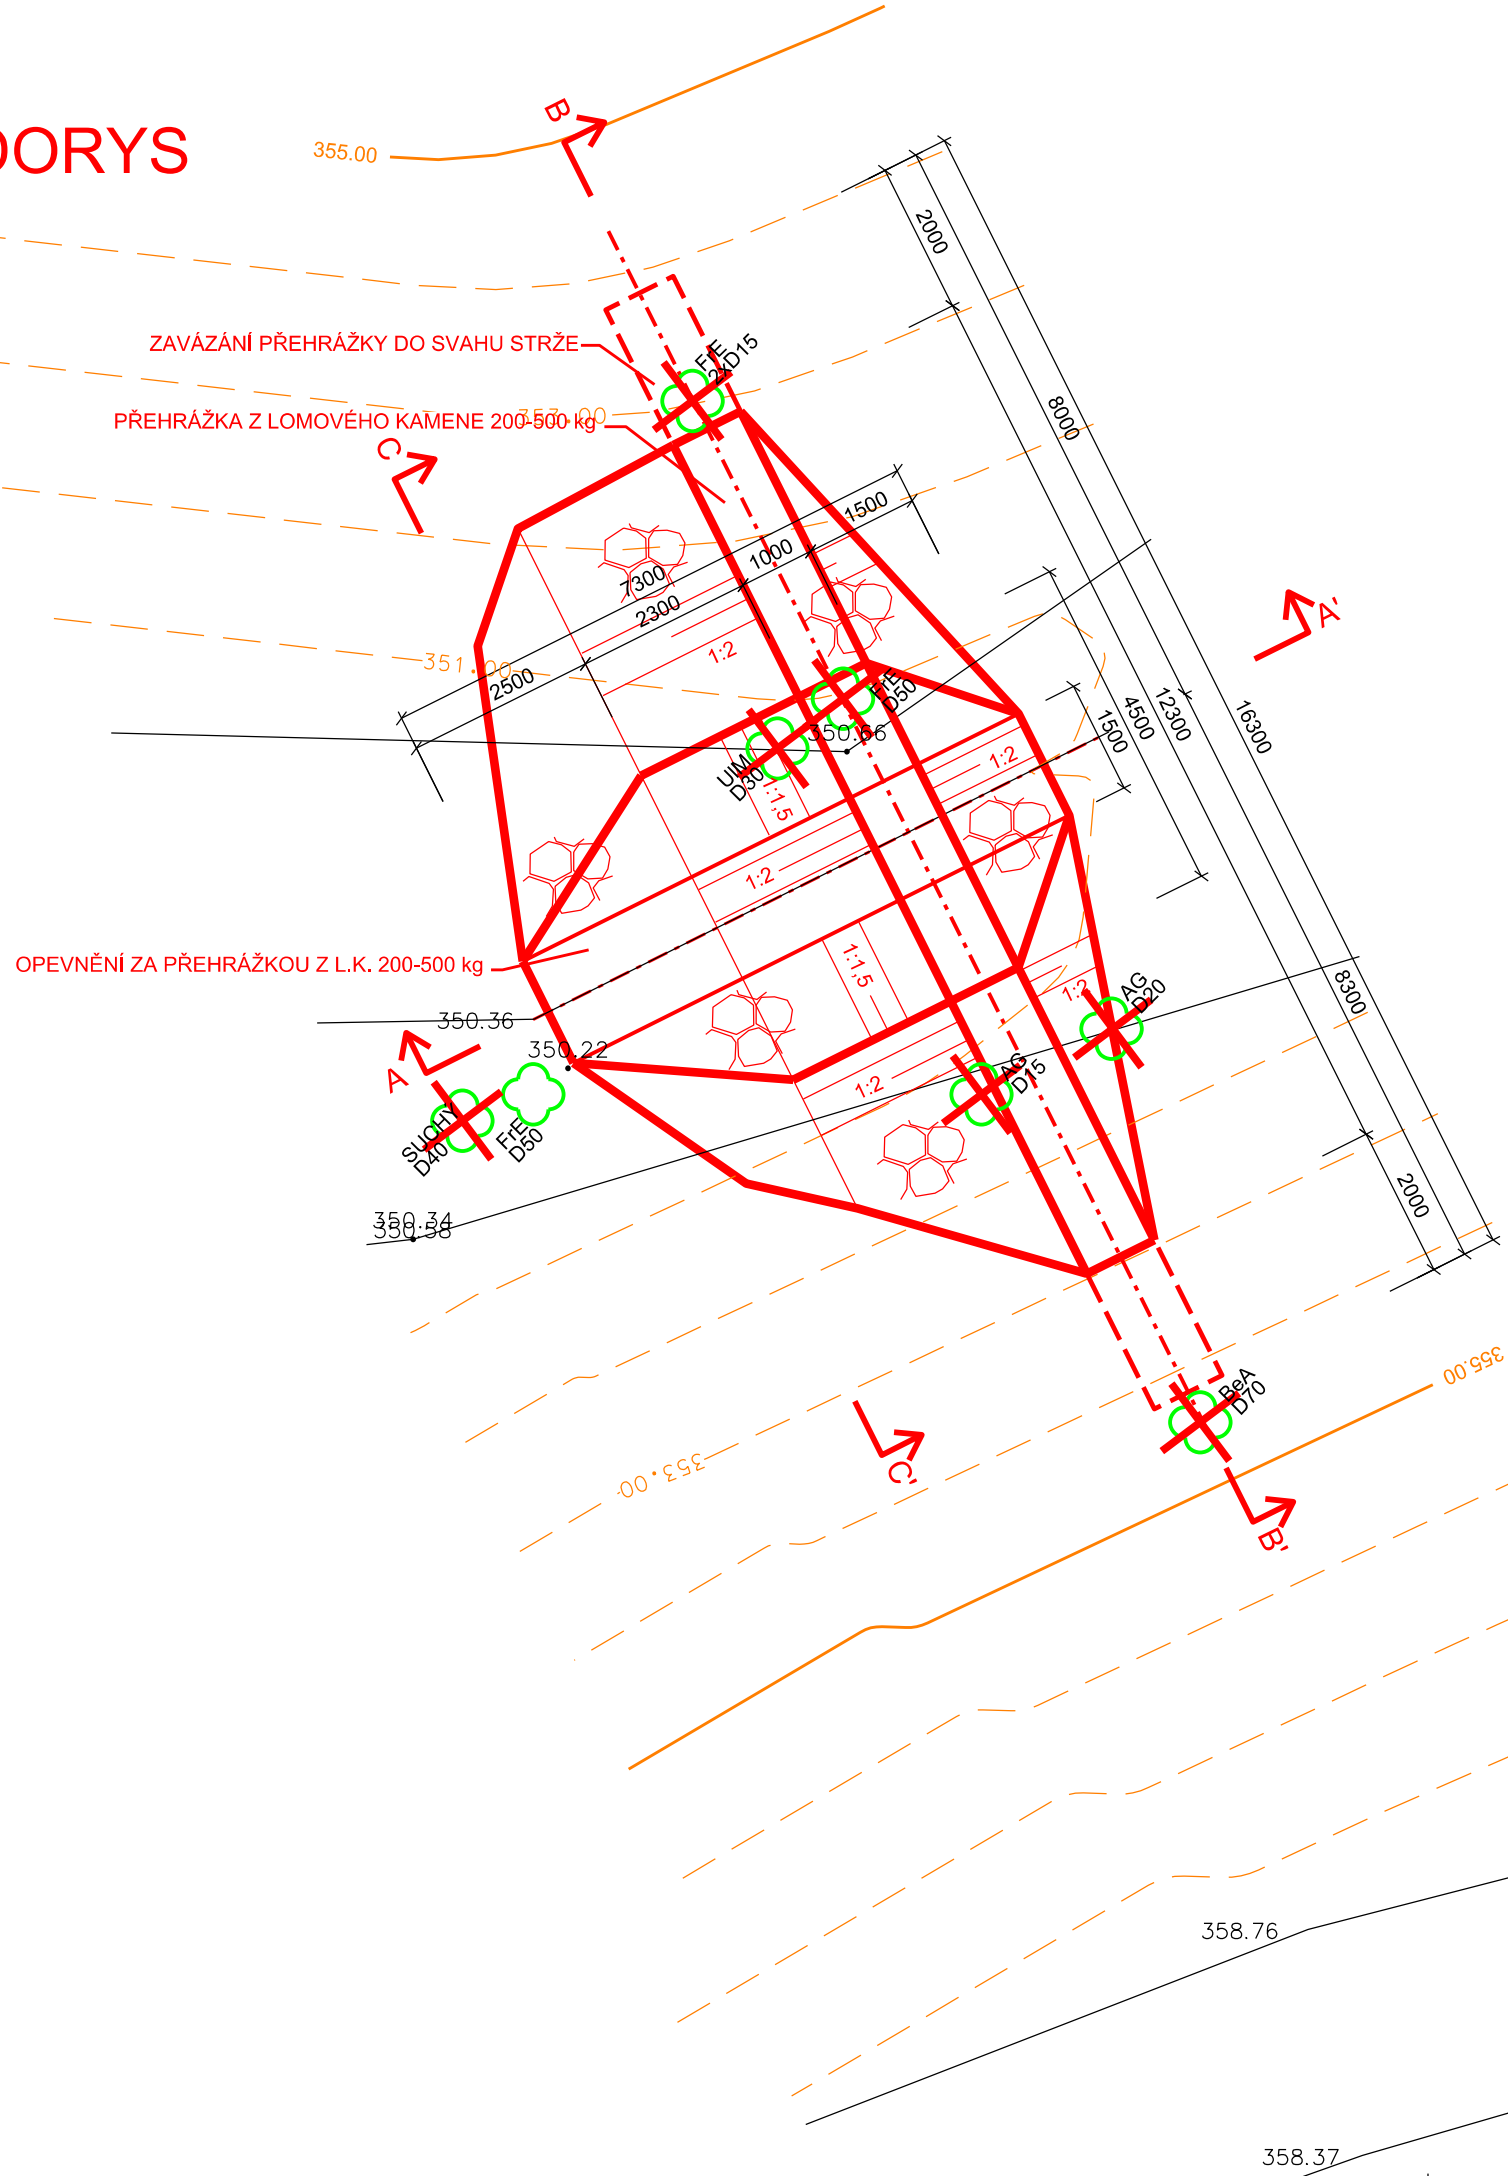 DORYS
355.00
B
ZAVÁZÁNÍ PŘEHRÁŽKY DO SVAHU STRŽE
FrE
2xD15
353.00
PŘEHRÁŽKA Z LOMOVÉHO KAMENE 200-500 kg
C
2000
8000
1500
1000
7300
2300
2500
1:2
351.00
A'
FrE
D50
350.66
UlM
D30
1:1,5
1:2
1:2
1500
4500
12300
16300
OPEVNĚNÍ ZA PŘEHRÁŽKOU Z L.K. 200-500 kg
1:1,5
1:2
AG
D20
8300
350.36
350.22
A
1:2
AG
D15
SUCHÝ
D40
FrE
D50
350.34
350.58
2000
355.00
BeA
D70
353.00
C'
B'
358.76
358.37